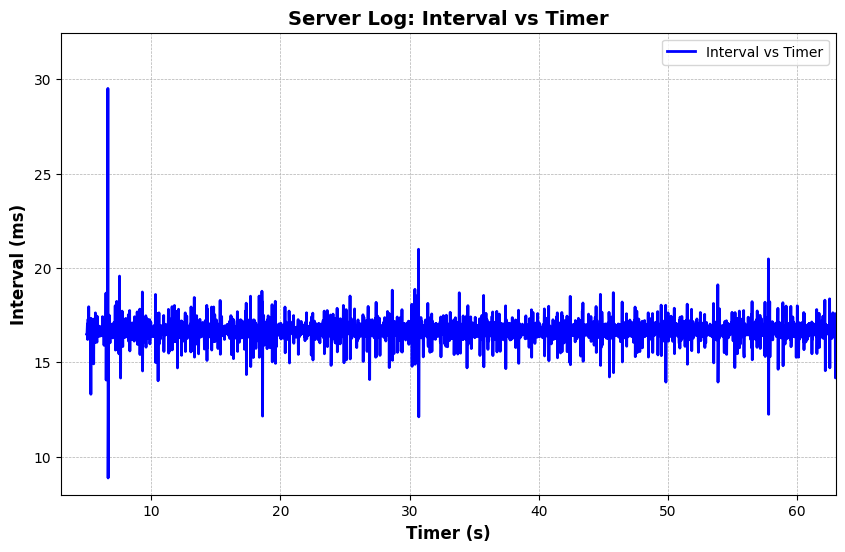 Server Log: Interval vs Timer
Interval vs Timer
30
25
20
15
10
Interval (ms)
10 20 30 40 50 60
Timer (s)